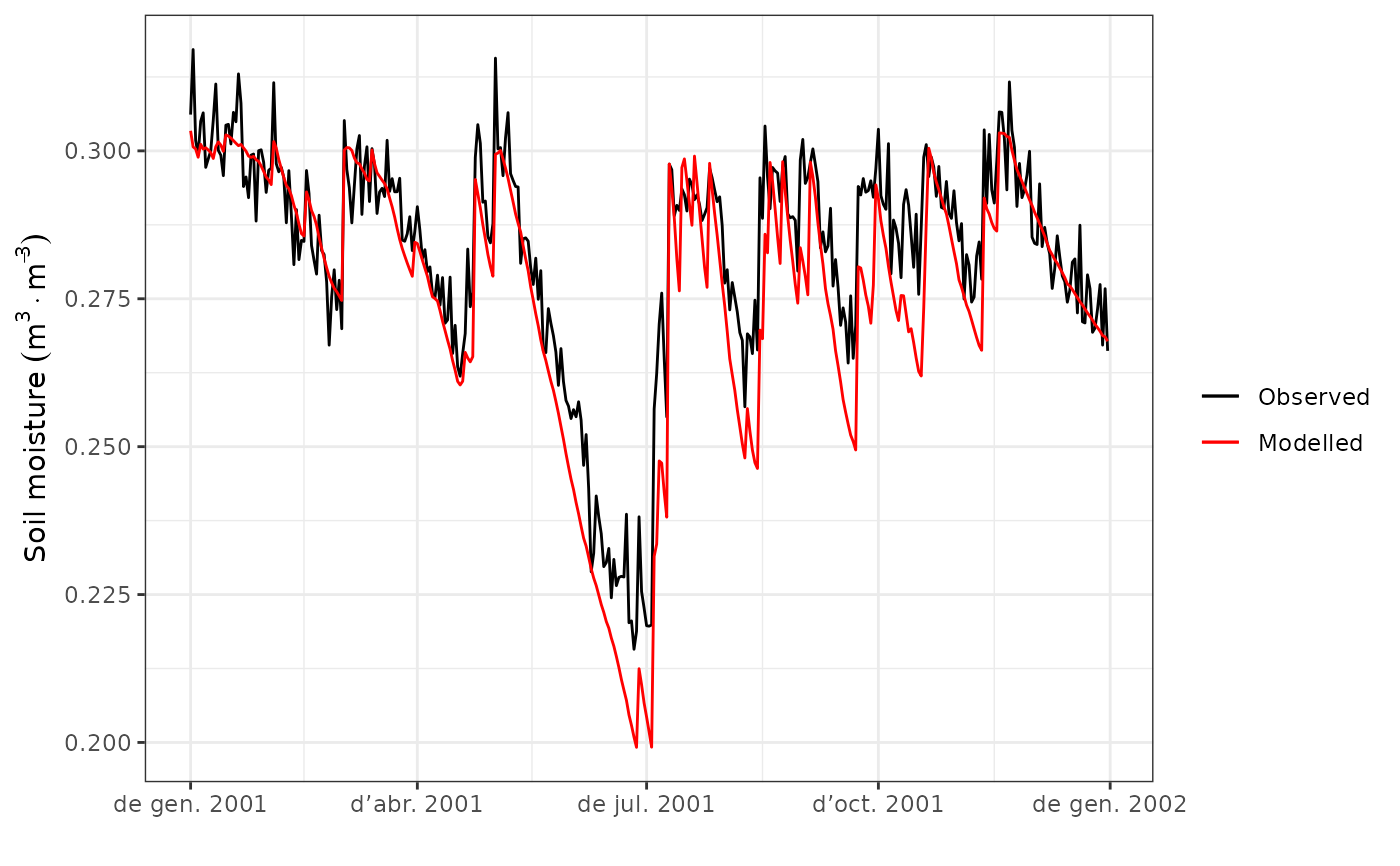 Soil moisture (m³ · m⁻³)
0.300
0.275
0.250
0.225
0.200
de gen. 2001
d’abr. 2001
de jul. 2001
d’oct. 2001
de gen. 2002
Observed
Modelled